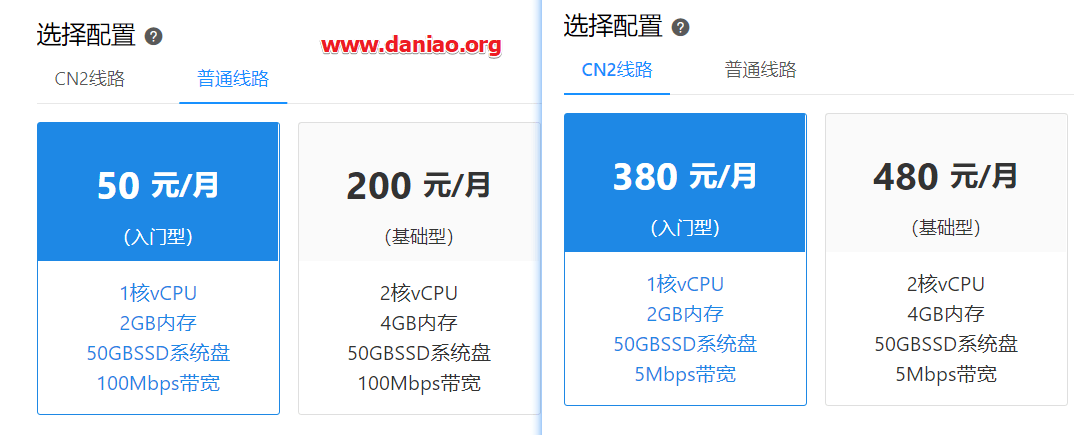 选择配置 ?
www.daniao.org
CN2线路 普通线路
50 元/月
(入门型)
1核vCPU
2GB内存
50GBSSD系统盘
100Mbps带宽
200 元/月
(基础型)
2核vCPU
4GB内存
50GBSSD系统盘
100Mbps带宽
选择配置 ?
CN2线路 普通线路
380 元/月
(入门型)
1核vCPU
2GB内存
50GBSSD系统盘
5Mbps带宽
480 元/月
(基础型)
2核vCPU
4GB内存
50GBSSD系统盘
5Mbps带宽